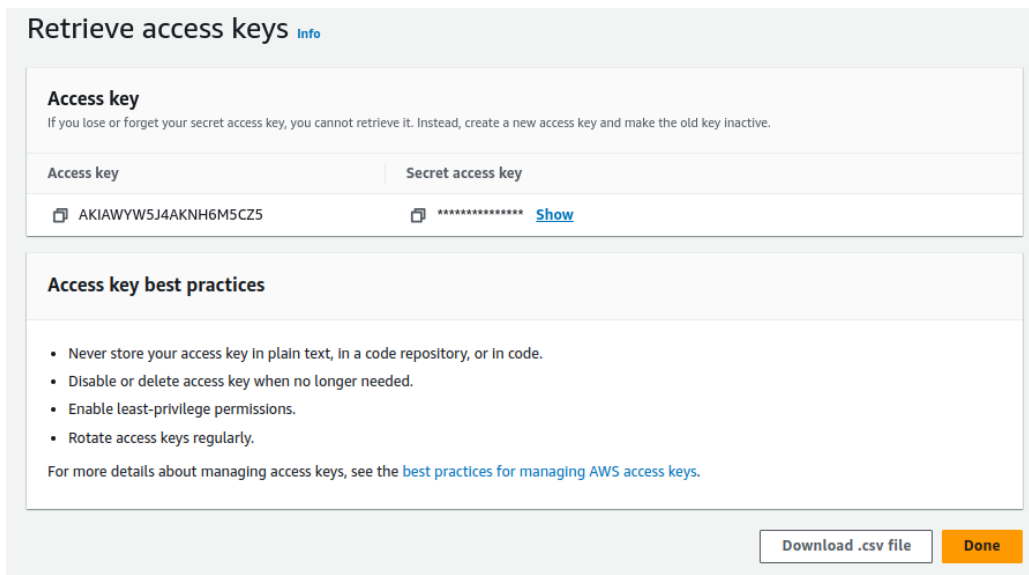 Retrieve access keys Info
Access key
If you lose or forget your secret access key, you cannot retrieve it. Instead, create a new access key and make the old key inactive.
Access key Secret access key
AKIAWYW5J4AKNH6M5CZ5 *************** Show
Access key best practices
• Never store your access key in plain text, in a code repository, or in code.
• Disable or delete access key when no longer needed.
• Enable least-privilege permissions.
• Rotate access keys regularly.
For more details about managing access keys, see the best practices for managing AWS access keys.
Download .csv file Done